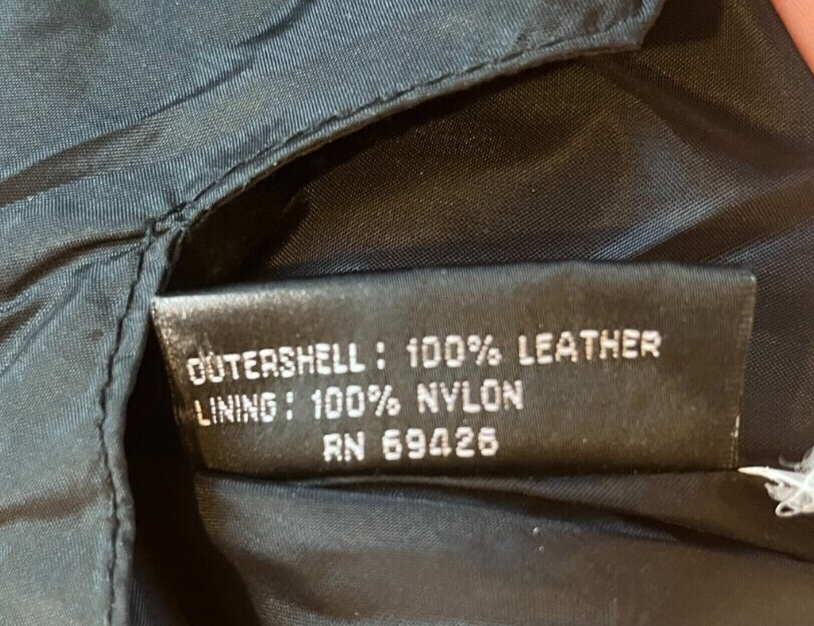 OUTERSHELL: 100% LEATHER
LINING: 100% NYLON
RN 69426